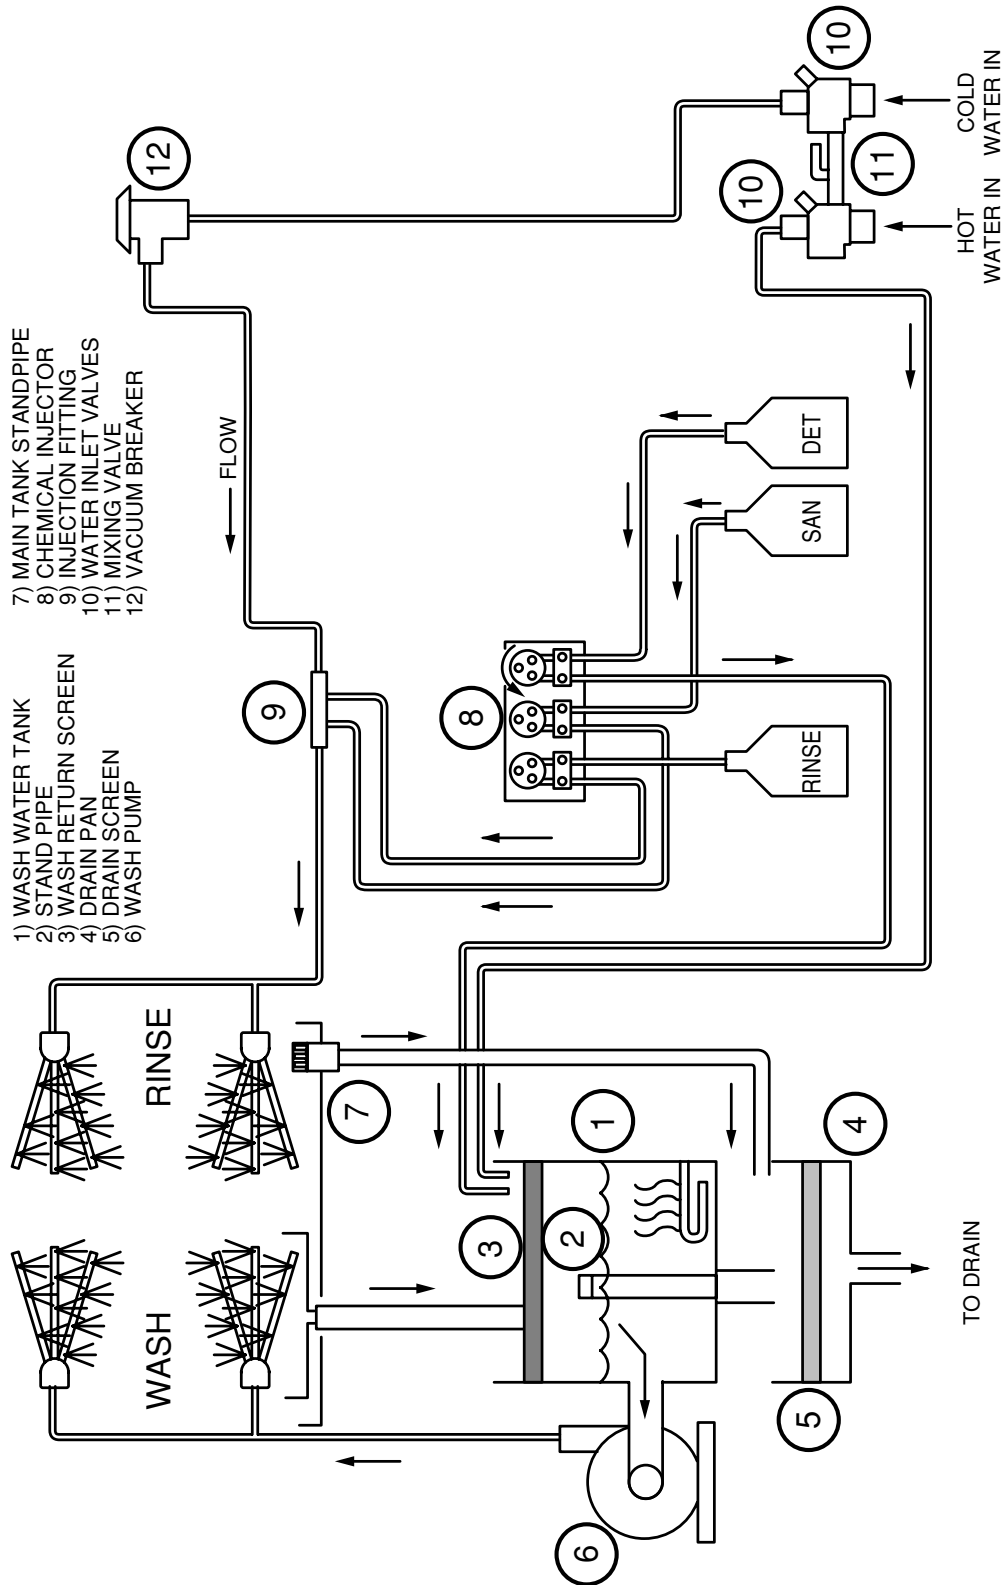 1) WASH WATER TANK
2) STAND PIPE
3) WASH RETURN SCREEN
4) DRAIN PAN
5) DRAIN SCREEN
6) WASH PUMP
7) MAIN TANK STANDPIPE
8) CHEMICAL INJECTOR
9) INJECTION FITTING
10) WATER INLET VALVES
11) MIXING VALVE
12) VACUUM BREAKER
WASH
RINSE
FLOW
12
9
7
8
3
2
1
6
5
4
10
10
11
RINSE
SAN
DET
HOT
WATER IN
COLD
WATER IN
TO DRAIN